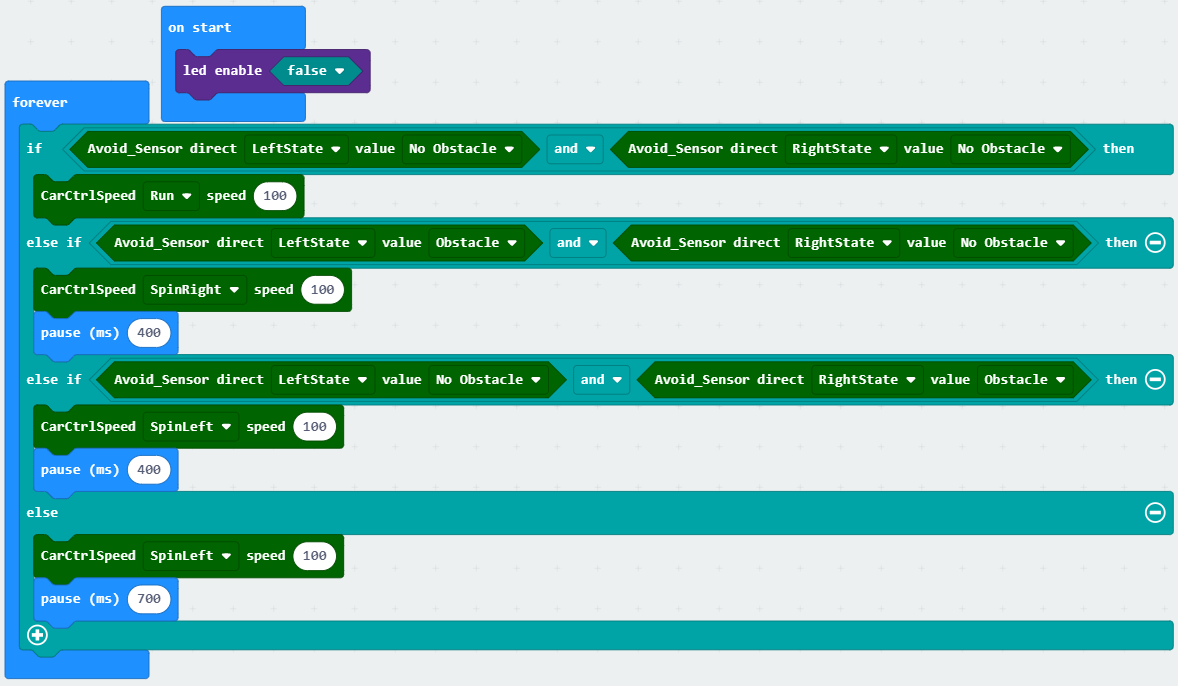 on start
led enable false
forever
if Avoid_Sensor direct LeftState value No Obstacle and Avoid_Sensor direct RightState value No Obstacle then
CarCtrlSpeed Run speed 100
else if Avoid_Sensor direct LeftState value Obstacle and Avoid_Sensor direct RightState value No Obstacle then
CarCtrlSpeed SpinRight speed 100
pause (ms) 400
else if Avoid_Sensor direct LeftState value No Obstacle and Avoid_Sensor direct RightState value Obstacle then
CarCtrlSpeed SpinLeft speed 100
pause (ms) 400
else
CarCtrlSpeed SpinLeft speed 100
pause (ms) 700